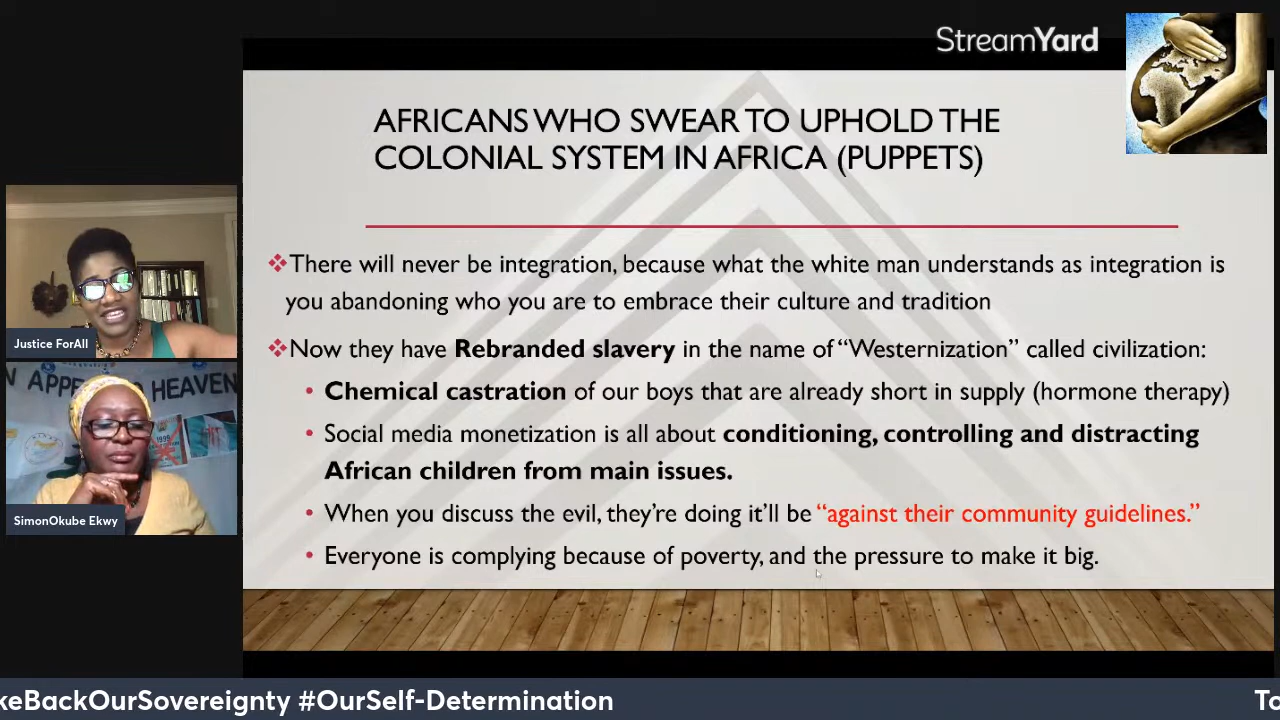 StreamYard
AFRICANS WHO SWEAR TO UPHOLD THE
COLONIAL SYSTEM IN AFRICA (PUPPETS)
❖There will never be integration, because what the white man understands as integration is
you abandoning who you are to embrace their culture and tradition
❖Now they have Rebranded slavery in the name of “Westernization” called civilization:
• Chemical castration of our boys that are already short in supply (hormone therapy)
• Social media monetization is all about conditioning, controlling and distracting
African children from main issues.
• When you discuss the evil, they’re doing it’ll be “against their community guidelines.”
• Everyone is complying because of poverty, and the pressure to make it big.
Justice ForAll
HEAVEN
SimonOkube Ekwy
keBackOurSovereignty #OurSelf-Determination